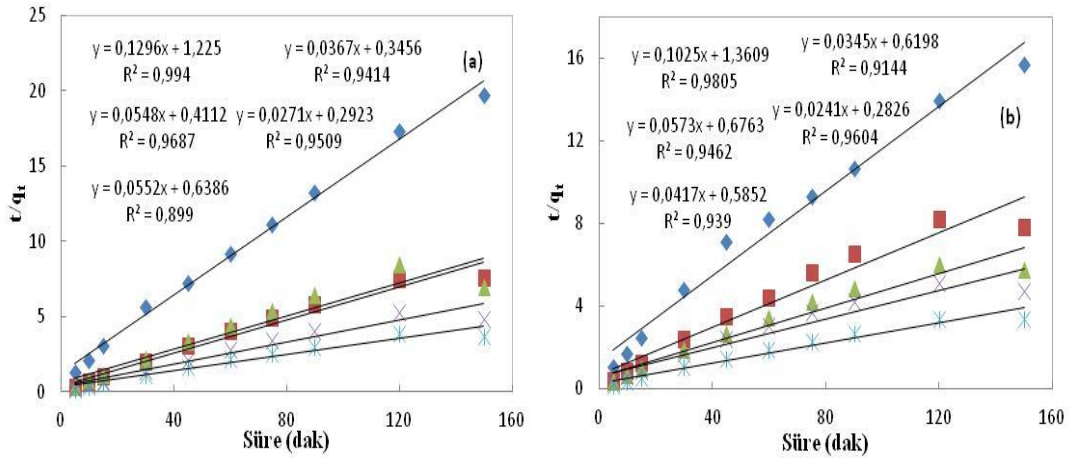 25
20
15
10
5
0
t/qt
y = 0,1296x + 1,225
R² = 0,994
y = 0,0367x + 0,3456
R² = 0,9414
(a)
y = 0,0548x + 0,4112
R² = 0,9687
y = 0,0271x + 0,2923
R² = 0,9509
y = 0,0552x + 0,6386
R² = 0,899
0 40 80 120 160
Süre (dak)
16
12
8
4
0
t/qt
y = 0,1025x + 1,3609
R² = 0,9805
y = 0,0345x + 0,6198
R² = 0,9144
y = 0,0573x + 0,6763
R² = 0,9462
y = 0,0241x + 0,2826
R² = 0,9604
(b)
y = 0,0417x + 0,5852
R² = 0,939
0 40 80 120 160
Süre (dak)